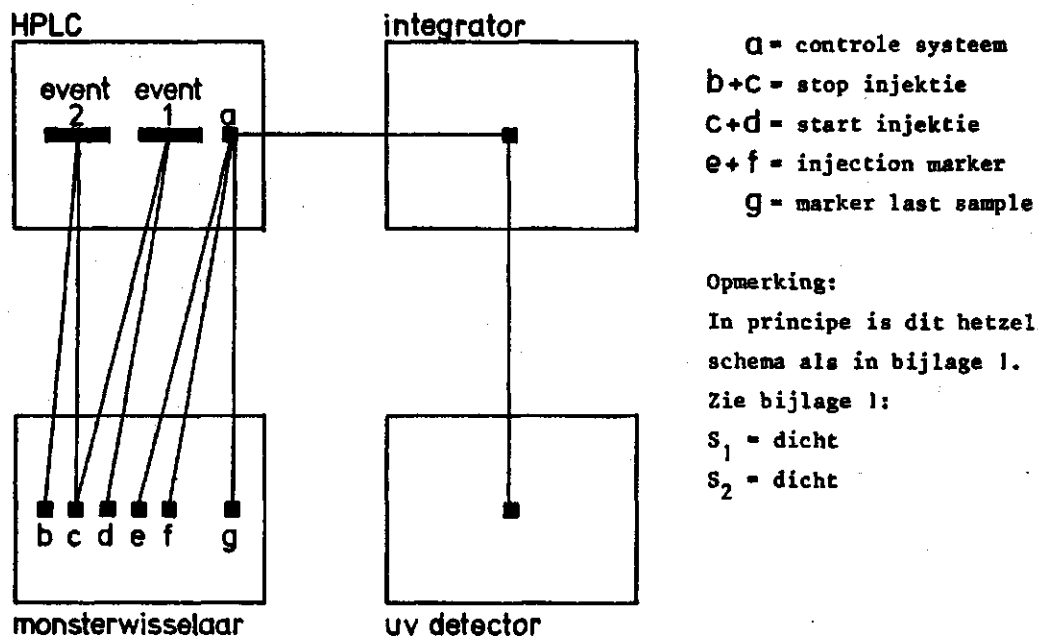 HPLC
event
2
event
1
a
integrator
b c d e f g
monsterwisselaar
uv detector
a = controle systeem
b+c = stop injektie
c+d = start injektie
e+f = injection marker
g = marker last sample
Opmerking:
In principe is dit hetzel
schema als in bijlage 1.
Zie bijlage 1:
S1 = dicht
S2 = dicht